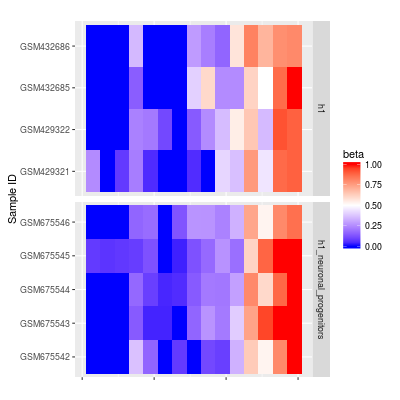 GSM432686
GSM432685
GSM429322
GSM429321
h1
GSM675546
GSM675545
GSM675544
GSM675543
GSM675542
h1_neuronal_progenitors
Sample ID
beta
1.00
0.75
0.50
0.25
0.00